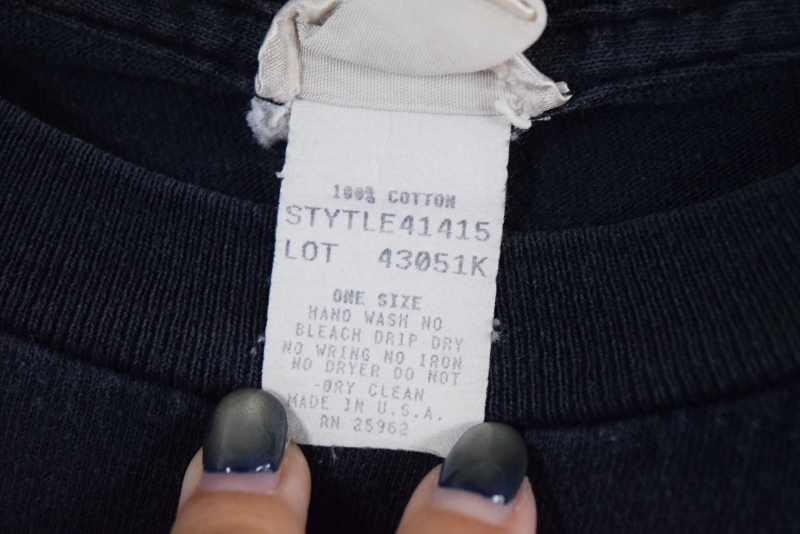 100% COTTON
STYTLE41415
LOT 43051K
ONE SIZE
HAND WASH NO
BLEACH DRIP DRY
NO WRING NO IRON
NO DRYER DO NOT
-DRY CLEAN
MADE IN U.S.A.
RN 25962